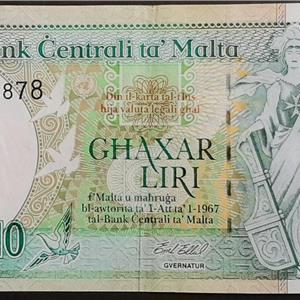 nk Ċentrali ta' Malta
878
Din il-karta tal-flus
hija valuta legali għal
GĦAXAR
LIRI
f'Malta u maħruġa
bl-awtorita ta' l-Att ta' l-1967
tal-Bank Ċentrali ta' Malta
10
GVERNATUR